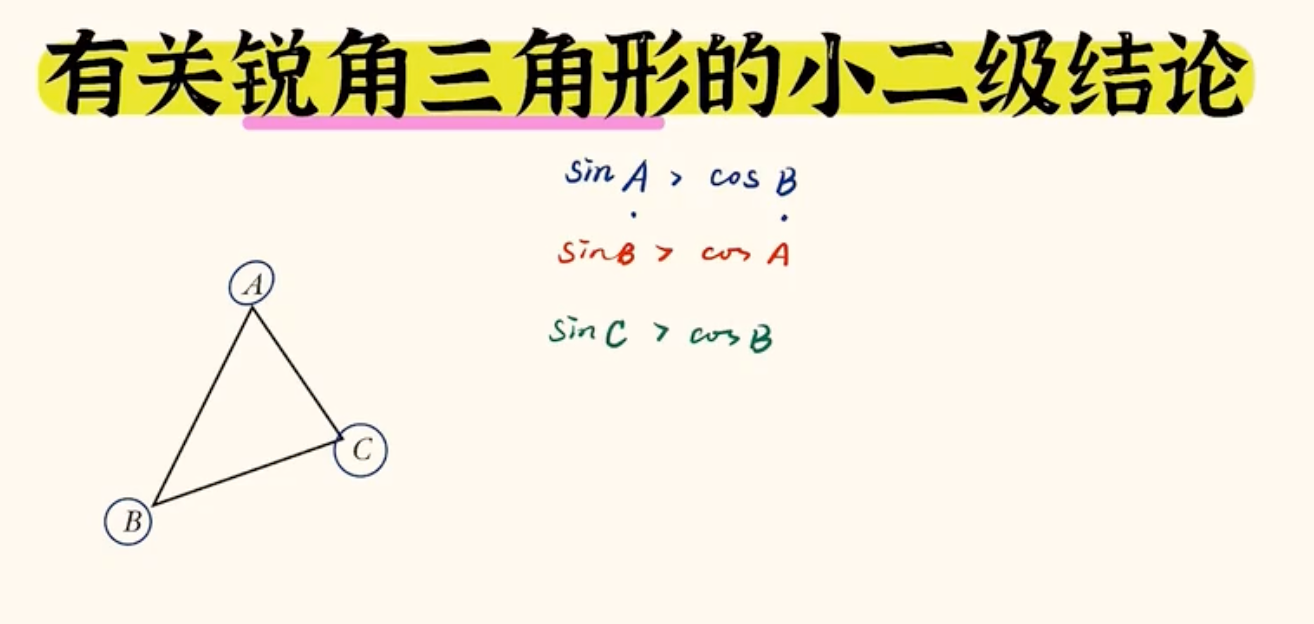 有关锐角三角形的小二级结论
sin A > cos B
sin B > cos A
sin C > cos B
A
C
B